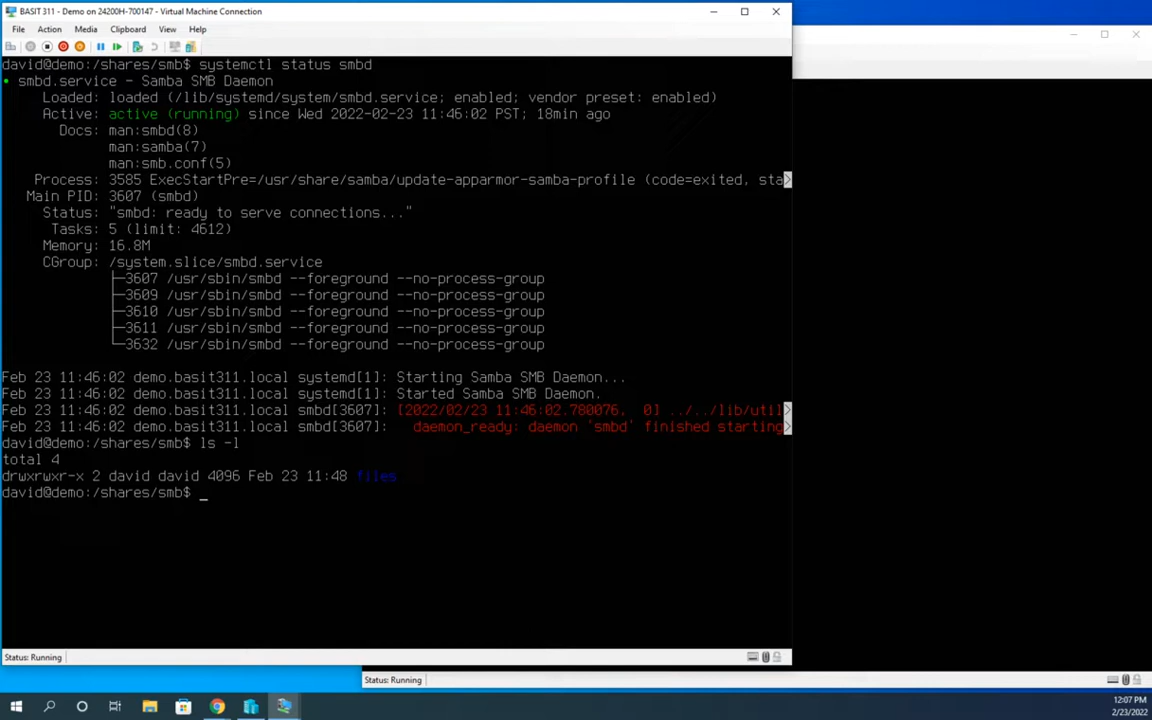 BASIT 311 - Demo on 24200H-700147 - Virtual Machine Connection
File Action Media Clipboard View Help
david@demo:/shares/smb$ systemctl status smbd
● smbd.service - Samba SMB Daemon
Loaded: loaded (/lib/systemd/system/smbd.service; enabled; vendor preset: enabled)
Active: active (running) since Wed 2022-02-23 11:46:02 PST; 18min ago
Docs: man:smbd(8)
man:samba(7)
man:smb.conf(5)
Process: 3585 ExecStartPre=/usr/share/samba/update-apparmor-samba-profile (code=exited, sta>
Main PID: 3607 (smbd)
Status: "smbd: ready to serve connections..."
Tasks: 5 (limit: 4612)
Memory: 16.8M
CGroup: /system.slice/smbd.service
├─3607 /usr/sbin/smbd --foreground --no-process-group
├─3609 /usr/sbin/smbd --foreground --no-process-group
├─3610 /usr/sbin/smbd --foreground --no-process-group
├─3611 /usr/sbin/smbd --foreground --no-process-group
└─3632 /usr/sbin/smbd --foreground --no-process-group
Feb 23 11:46:02 demo.basit311.local systemd[1]: Starting Samba SMB Daemon...
Feb 23 11:46:02 demo.basit311.local systemd[1]: Started Samba SMB Daemon.
Feb 23 11:46:02 demo.basit311.local smbd[3607]: [2022/02/23 11:46:02.780076, 0] ../../lib/util>
Feb 23 11:46:02 demo.basit311.local smbd[3607]: daemon_ready: daemon 'smbd' finished starting>
david@demo:/shares/smb$ ls -l
total 4
drwxrwxr-x 2 david david 4096 Feb 23 11:48 files
david@demo:/shares/smb$ _
Status: Running
Status: Running
12:07 PM
2/23/2022